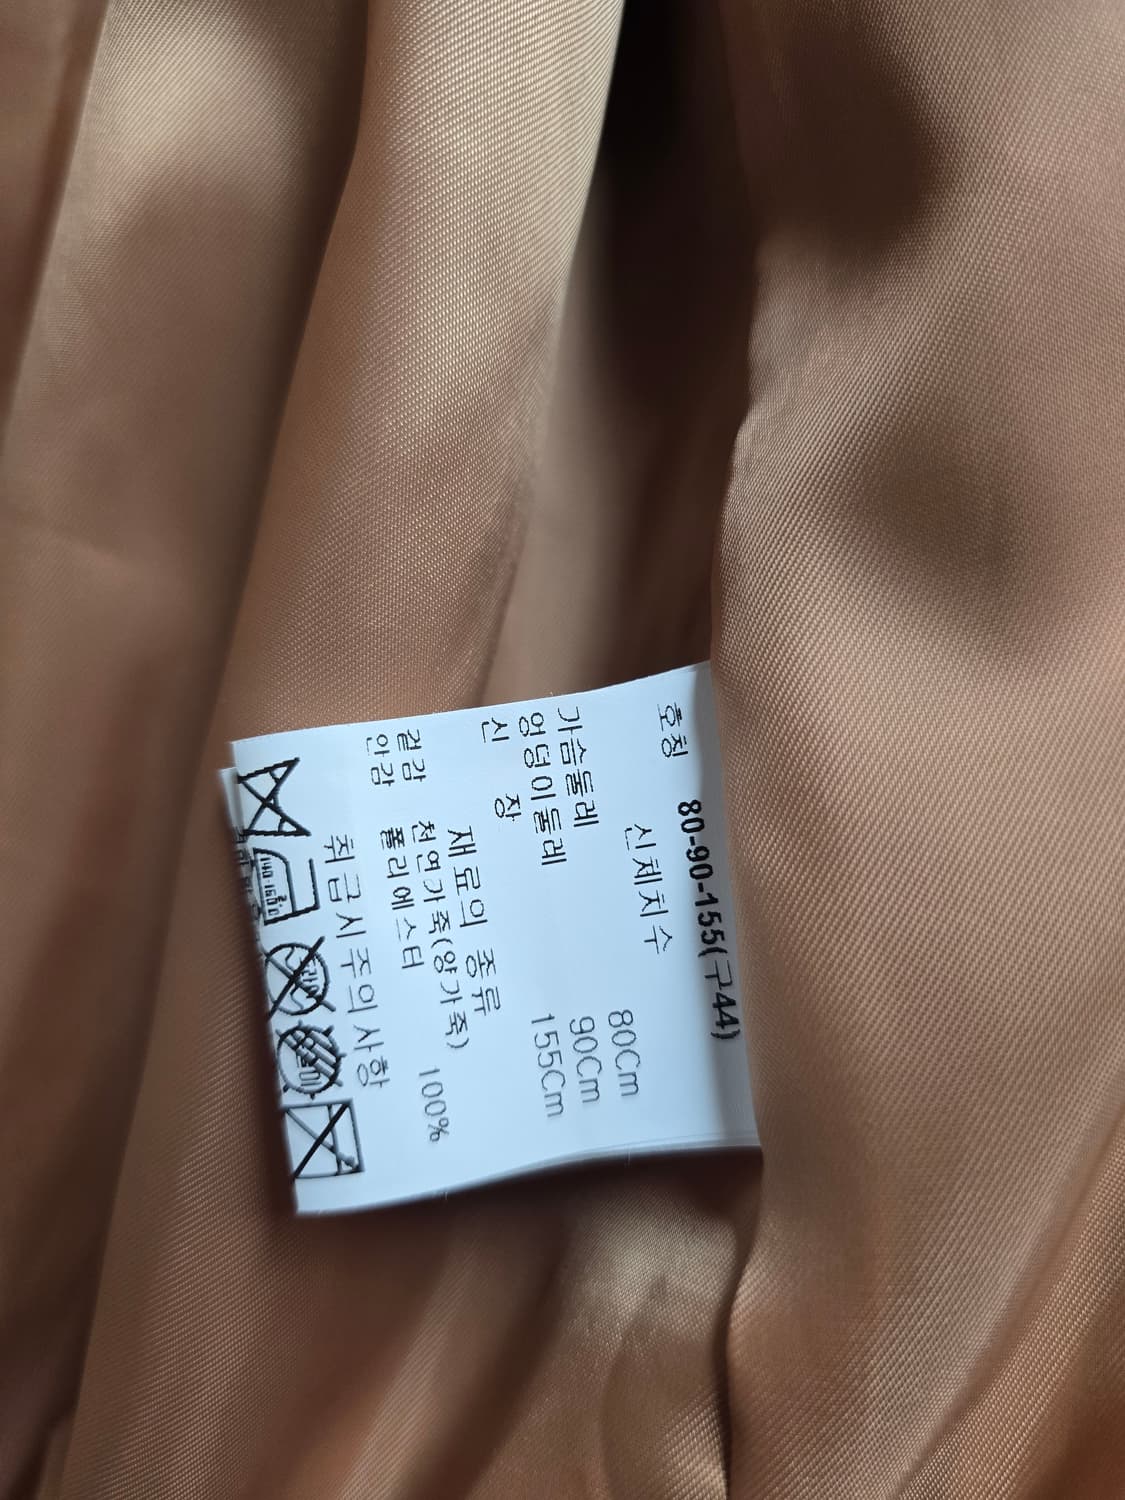 호칭 80-90-155(구44)
신체치수
가슴둘레 80Cm
엉덩이둘레 90Cm
신 장 155Cm
재료의 종류
겉감 천연가죽(양가죽)
안감 폴리에스터 100%
취급시주의사항